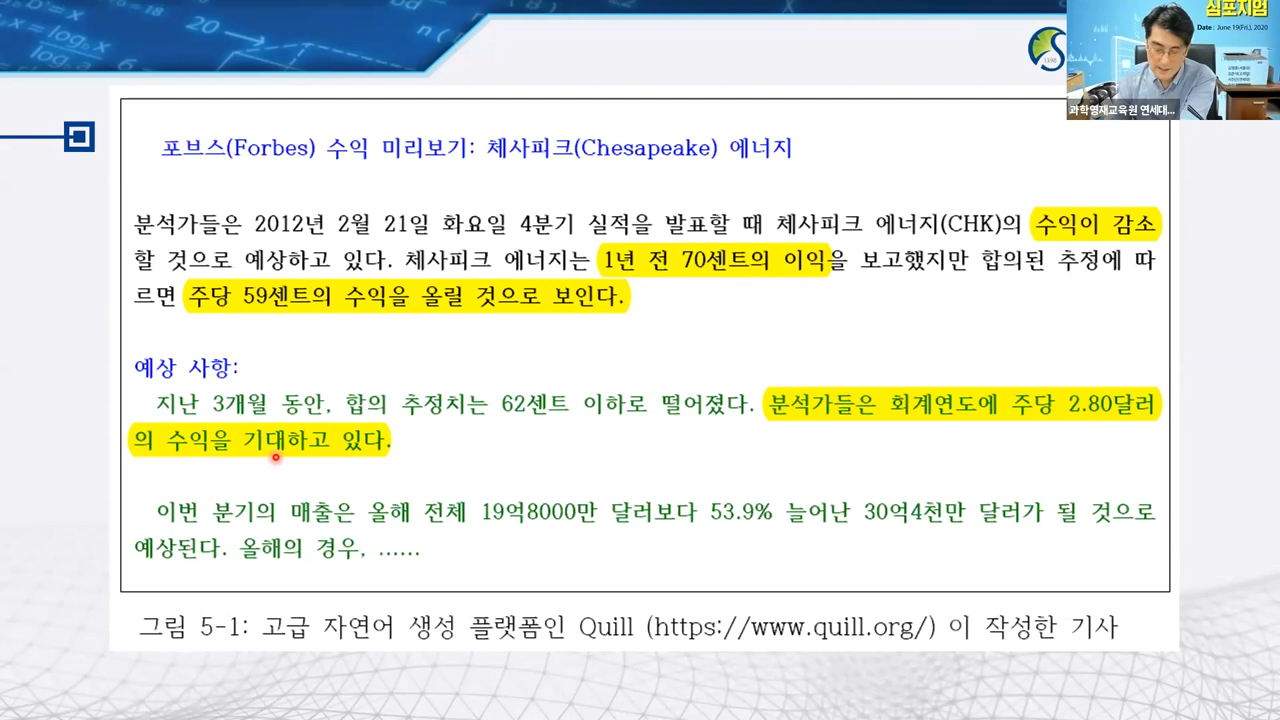 심포지엄
Date : June 19(Fri.), 2020
과학영재교육원 연세대...
포브스(Forbes) 수익 미리보기: 체사피크(Chesapeake) 에너지
분석가들은 2012년 2월 21일 화요일 4분기 실적을 발표할 때 체사피크 에너지(CHK)의 수익이 감소
할 것으로 예상하고 있다. 체사피크 에너지는 1년 전 70센트의 이익을 보고했지만 합의된 추정에 따
르면 주당 59센트의 수익을 올릴 것으로 보인다.
예상 사항:
지난 3개월 동안, 합의 추정치는 62센트 이하로 떨어졌다. 분석가들은 회계연도에 주당 2.80달러
의 수익을 기대하고 있다.
이번 분기의 매출은 올해 전체 19억8000만 달러보다 53.9% 늘어난 30억4천만 달러가 될 것으로
예상된다. 올해의 경우, ......
그림 5-1: 고급 자연어 생성 플랫폼인 Quill (https://www.quill.org/) 이 작성한 기사